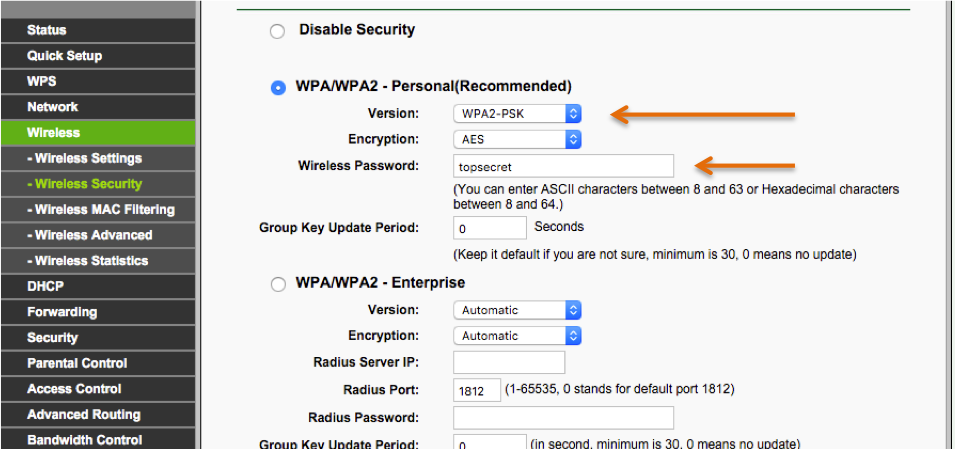 Status
Quick Setup
WPS
Network
Wireless
- Wireless Settings
- Wireless Security
- Wireless MAC Filtering
- Wireless Advanced
- Wireless Statistics
DHCP
Forwarding
Security
Parental Control
Access Control
Advanced Routing
Bandwidth Control
Disable Security
WPA/WPA2 - Personal(Recommended)
Version: WPA2-PSK
Encryption: AES
Wireless Password: topsecret
(You can enter ASCII characters between 8 and 63 or Hexadecimal characters
between 8 and 64.)
Group Key Update Period: 0 Seconds
(Keep it default if you are not sure, minimum is 30, 0 means no update)
WPA/WPA2 - Enterprise
Version: Automatic
Encryption: Automatic
Radius Server IP:
Radius Port: 1812 (1-65535, 0 stands for default port 1812)
Radius Password:
Group Key Update Period: 0 (in second, minimum is 30, 0 means no update)